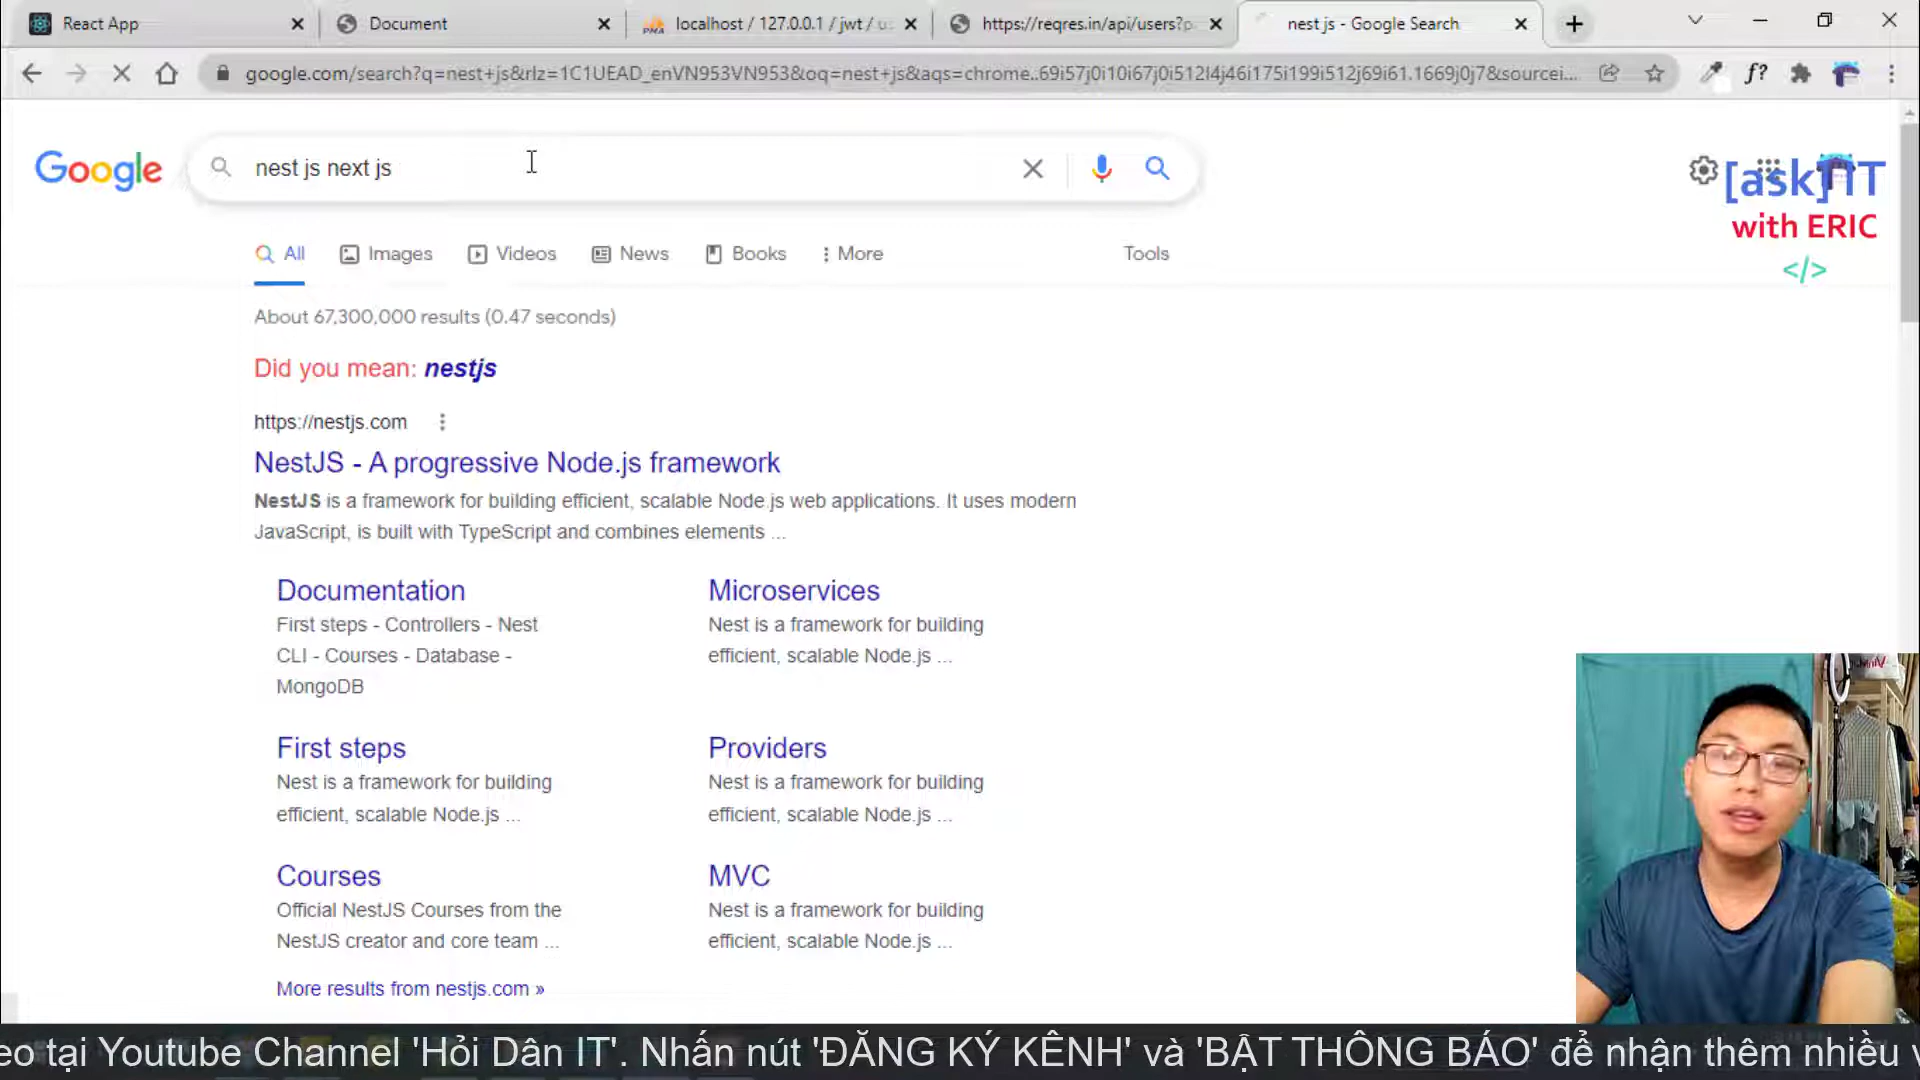 React App
Document
localhost / 127.0.0.1 / jwt / u
https://reqres.in/api/users?p
nest js - Google Search
google.com/search?q=nest+js&rlz=1C1UEAD_enVN953VN953&oq=nest+js&aqs=chrome..69i57j0i10i67j0i512l4j46i175i199i512j69i61.1669j0j7&sourcei...
f?
Google
nest js next js
[ask] IT
with ERIC
</>
All
Images
Videos
News
Books
More
Tools
About 67,300,000 results (0.47 seconds)
Did you mean: nestjs
https://nestjs.com
NestJS - A progressive Node.js framework
NestJS is a framework for building efficient, scalable Node.js web applications. It uses modern
JavaScript, is built with TypeScript and combines elements ...
Documentation
First steps - Controllers - Nest
CLI - Courses - Database -
MongoDB
Microservices
Nest is a framework for building
efficient, scalable Node.js ...
First steps
Nest is a framework for building
efficient, scalable Node.js ...
Providers
Nest is a framework for building
efficient, scalable Node.js ...
Courses
Official NestJS Courses from the
NestJS creator and core team ...
MVC
Nest is a framework for building
efficient, scalable Node.js ...
More results from nestjs.com »
eo tại Youtube Channel 'Hỏi Dân IT'. Nhấn nút 'ĐĂNG KÝ KÊNH' và 'BẬT THÔNG BÁO' để nhận thêm nhiều v